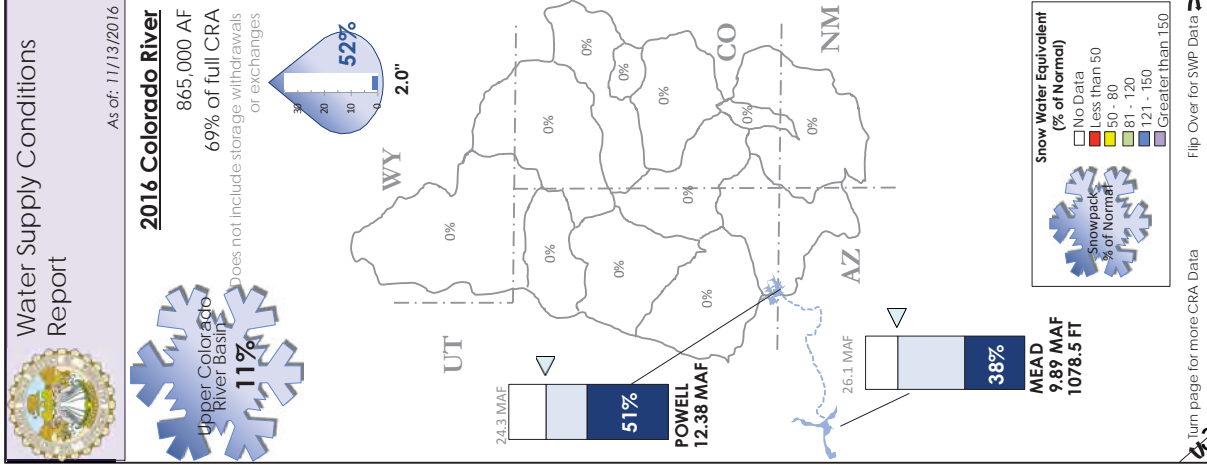 Water Supply Conditions
Report
As of: 11/13/2016
Upper Colorado
River Basin
11%
2016 Colorado River
865,000 AF
69% of full CRA
Does not include storage withdrawals
or exchanges
30
20
10
0
52%
2.0"
WY
UT
CO
AZ
NM
0%
0%
0%
0%
0%
0%
0%
0%
0%
0%
0%
24.3 MAF
51%
POWELL
12.38 MAF
26.1 MAF
38%
MEAD
9.89 MAF
1078.5 FT
Snowpack
% of Normal
Snow Water Equivalent
(% of Normal)
No Data
Less than 50
50 - 80
81 - 120
121 - 150
Greater than 150
Turn page for more CRA Data
Flip Over for SWP Data